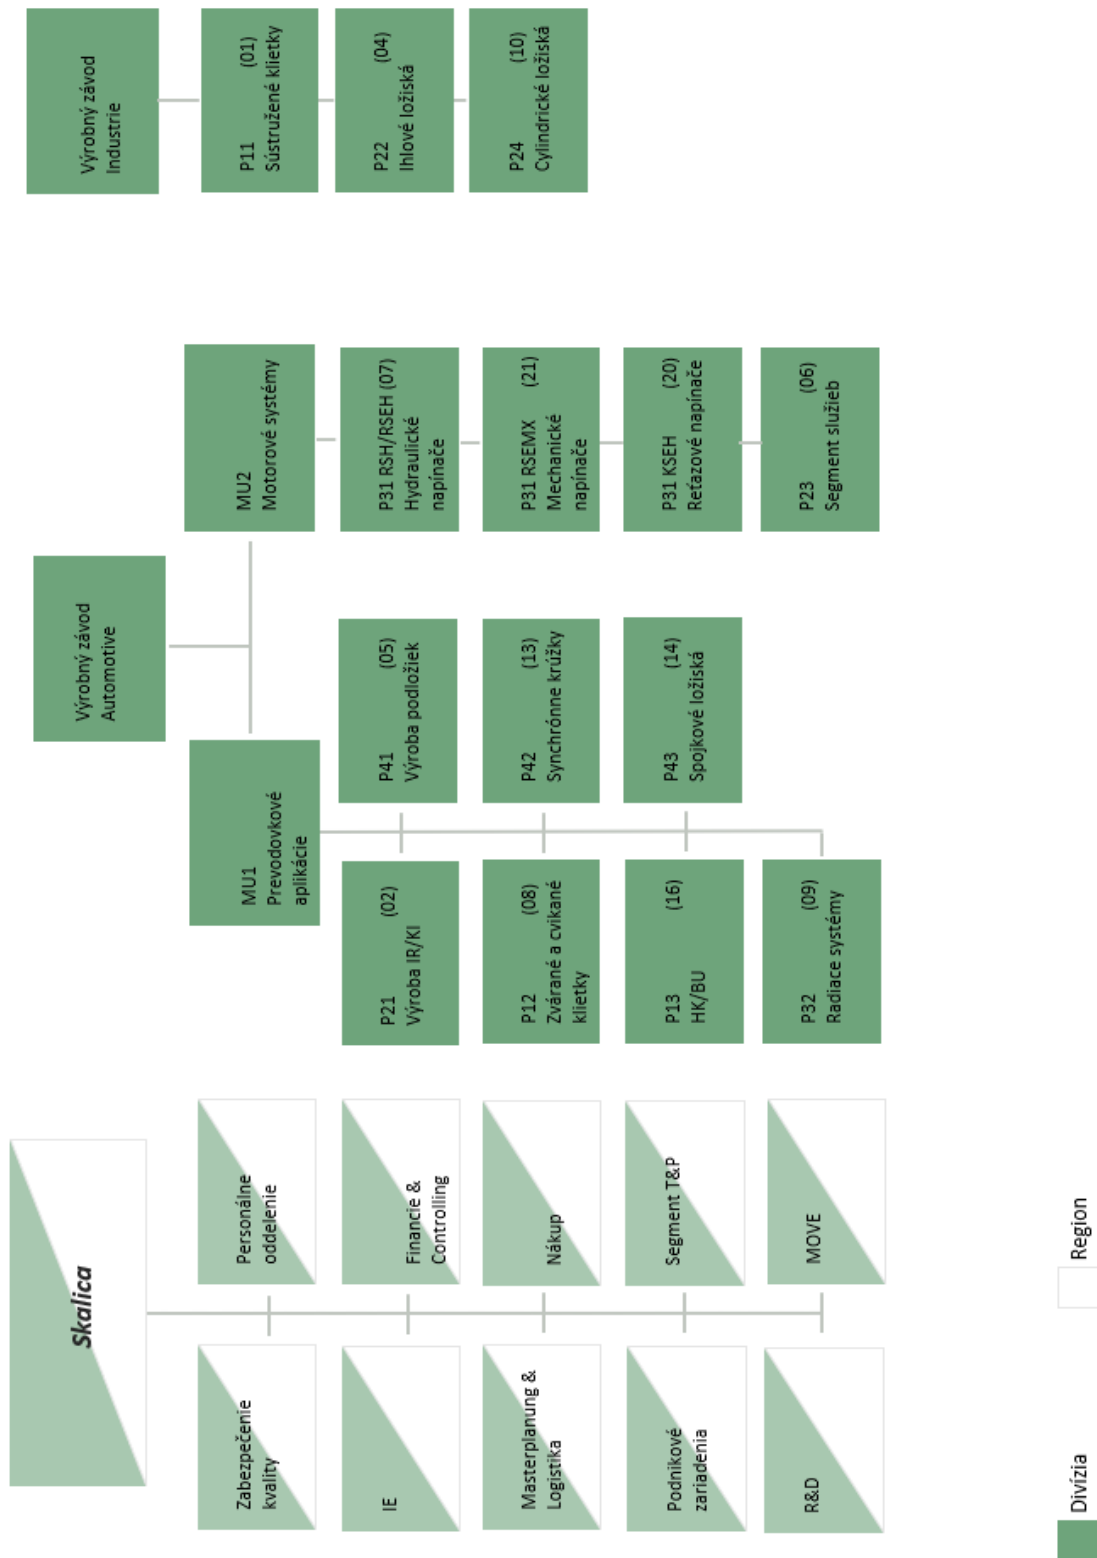 Skalica
Zabezpečenie
kvality
Personálne
oddelenie
IE
Financie &
Controlling
Masterplanung &
Logistika
Nákup
Podnikové
zariadenia
Segment T&P
R&D
MOVE
Výrobný závod
Automotive
MU1
Prevodovkové
aplikácie
P21 (02)
Výroba IR/KI
P41 (05)
Výroba podložiek
P12 (08)
Zvárané a cvikané
klietky
P42 (13)
Synchrónne krúžky
P13 (16)
HK/BU
P43 (14)
Spojkové ložiská
P32 (09)
Radiace systémy
MU2
Motorové systémy
P31 RSH/RSEH (07)
Hydraulické
napínače
P31 RSEMX (21)
Mechanické
napínače
P31 KSEH (20)
Reťazové napínače
P23 (06)
Segment služieb
Výrobný závod
Industrie
P11 (01)
Sústružené klietky
P22 (04)
Ihlové ložiská
P24 (10)
Cylindrické ložiská
Divízia
Region